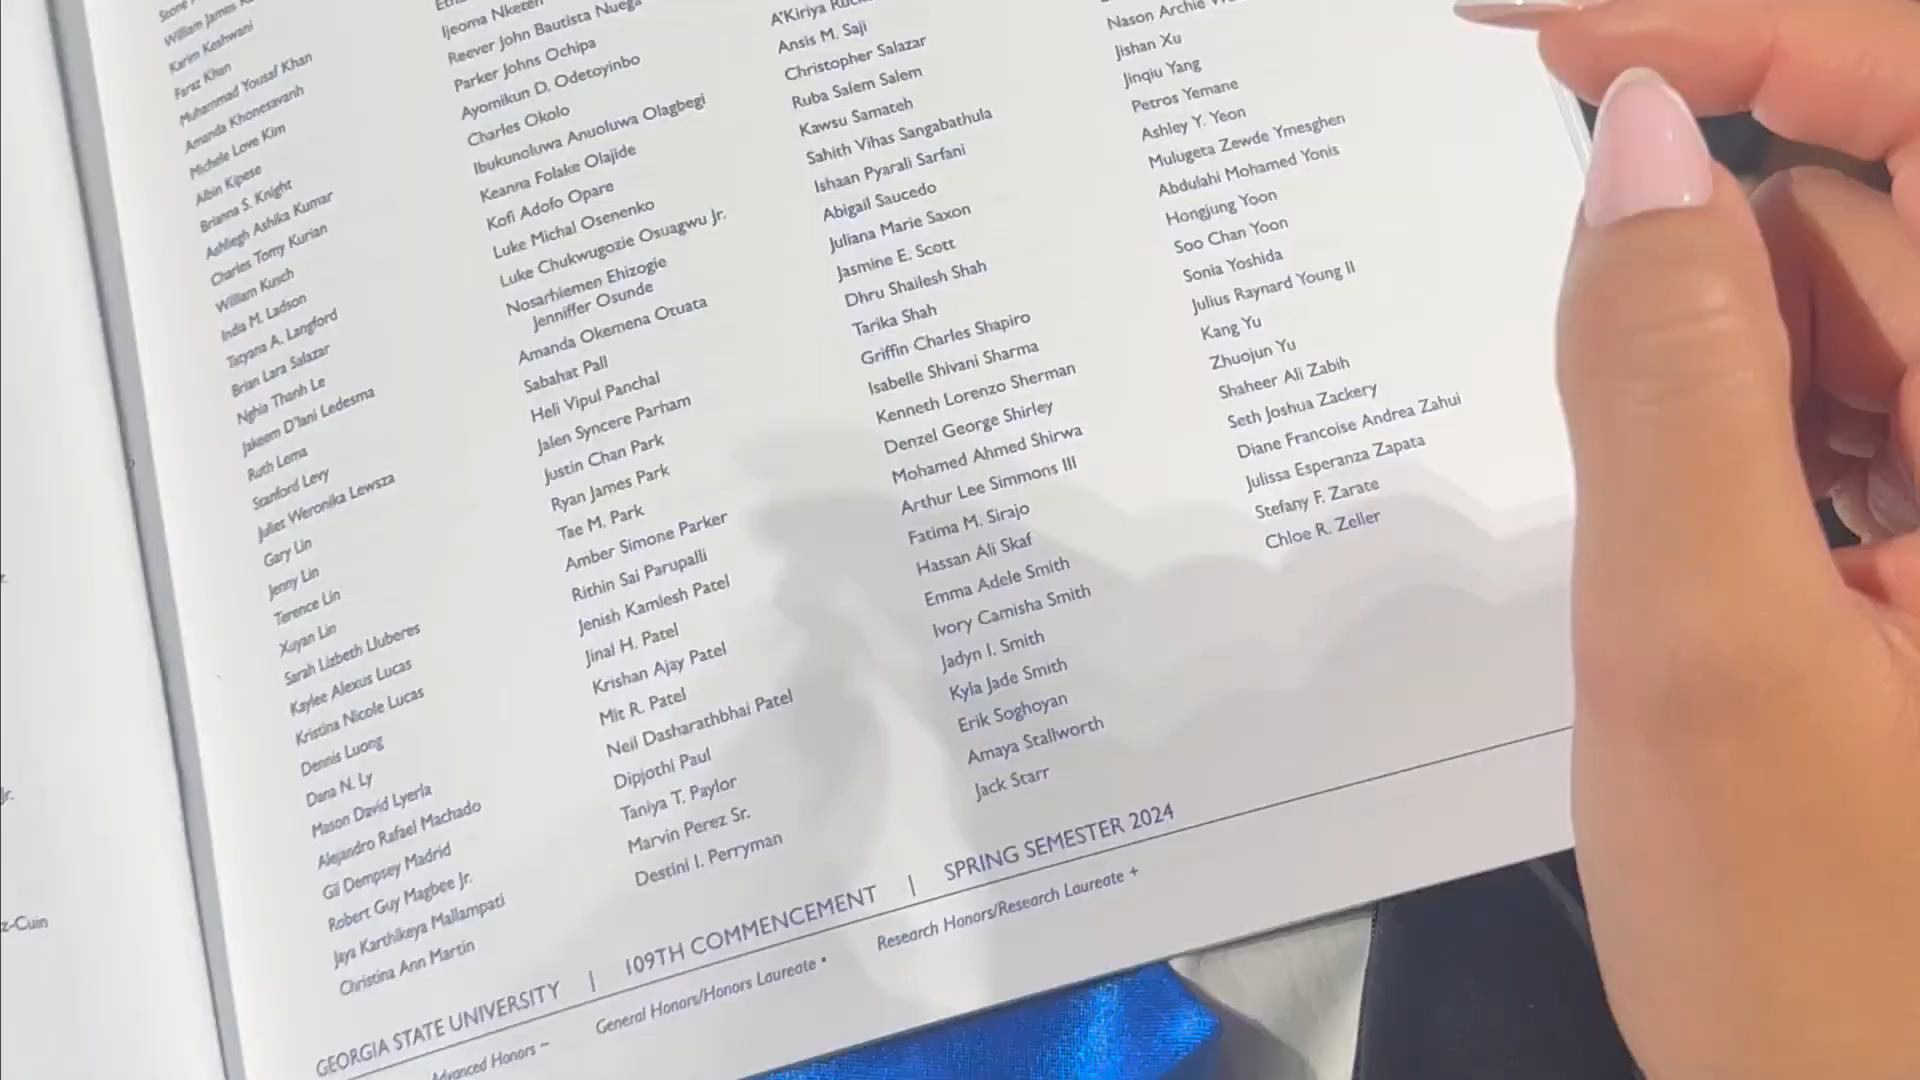 William James
Karim Keshwani
Faraz Khan
Muhammad Yousaf Khan
Amanda Khonesavanh
Michele Love Kim
Albin Kipese
Brianna S. Knight
Ashliegh Ashika Kumar
Charles Tomy Kurian
William Kusch
India M. Ladson
Tatyana A. Langford
Brian Lara Salazar
Nghia Thanh Le
Jakeem D'Iani Ledesma
Ruth Lema
Stanford Levy
Juliet Weronika Lewsza
Gary Lin
Jenny Lin
Terence Lin
Xuyan Lin
Sarah Lizbeth Lluberes
Kaylee Alexus Lucas
Kristina Nicole Lucas
Dennis Luong
Dana N. Ly
Mason David Lyerla
Alejandro Rafael Machado
Gil Dempsey Madrid
Robert Guy Magbee Jr.
Jaya Karthikeya Mallampati
Christina Ann Martin
Ijeoma Nketen
Reever John Bautista Nuega
Parker Johns Ochipa
Ayomikun D. Odetoyinbo
Charles Okolo
Ibukunoluwa Anuoluwa Olagbegi
Keanna Folake Olajide
Kofi Adofo Opare
Luke Michal Osenenko
Luke Chukwugozie Osuagwu Jr.
Nosarhiemen Ehizogie
Jenniffer Osunde
Amanda Okemena Otuata
Sabahat Pall
Heli Vipul Panchal
Jalen Syncere Parham
Justin Chan Park
Ryan James Park
Tae M. Park
Amber Simone Parker
Rithin Sai Parupalli
Jenish Kamlesh Patel
Jinal H. Patel
Krishan Ajay Patel
Mit R. Patel
Neil Dasharathbhai Patel
Dipjothi Paul
Taniya T. Paylor
Marvin Perez Sr.
Destini I. Perryman
A'Kiriya
Ansis M. Saji
Christopher Salazar
Ruba Salem Salem
Kawsu Samateh
Sahith Vihas Sangabathula
Ishaan Pyarali Sarfani
Abigail Saucedo
Juliana Marie Saxon
Jasmine E. Scott
Dhru Shailesh Shah
Tarika Shah
Griffin Charles Shapiro
Isabelle Shivani Sharma
Kenneth Lorenzo Sherman
Denzel George Shirley
Mohamed Ahmed Shirwa
Arthur Lee Simmons III
Fatima M. Sirajo
Hassan Ali Skaf
Emma Adele Smith
Ivory Camisha Smith
Jadyn I. Smith
Kyla Jade Smith
Erik Soghoyan
Amaya Stallworth
Jack Starr
Nason Archie
Jishan Xu
Jinqiu Yang
Petros Yemane
Ashley Y. Yeon
Mulugeta Zewde Ymesghen
Abdulahi Mohamed Yonis
Hongjung Yoon
Soo Chan Yoon
Sonia Yoshida
Julius Raynard Young II
Kang Yu
Zhuojun Yu
Shaheer Ali Zabih
Seth Joshua Zackery
Diane Francoise Andrea Zahui
Julissa Esperanza Zapata
Stefany F. Zarate
Chloe R. Zeller
GEORGIA STATE UNIVERSITY | 109TH COMMENCEMENT | SPRING SEMESTER 2024
Advanced Honors ~ General Honors/Honors Laureate • Research Honors/Research Laureate +
Jr.
z-Cuin